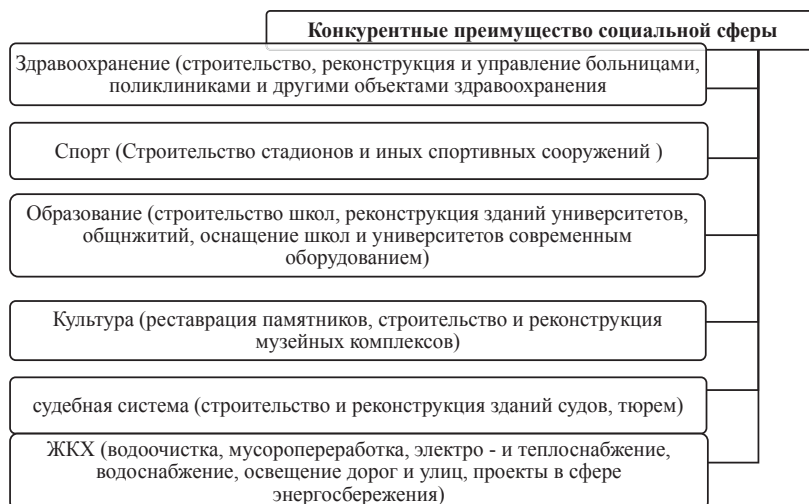 Конкурентные преимущество социальной сферы
Здравоохранение (строительство, реконструкция и управление больницами,
поликлиниками и другими объектами здравоохранения
Спорт (Строительство стадионов и иных спортивных сооружений )
Образование (строительство школ, реконструкция зданий университетов,
общнжитий, оснащение школ и университетов современным
оборудованием)
Культура (реставрация памятников, строительство и реконструкция
музейных комплексов)
судебная система (строительство и реконструкция зданий судов, тюрем)
ЖКХ (водоочистка, мусоропереработка, электро - и теплоснабжение,
водоснабжение, освещение дорог и улиц, проекты в сфере
энергосбережения)